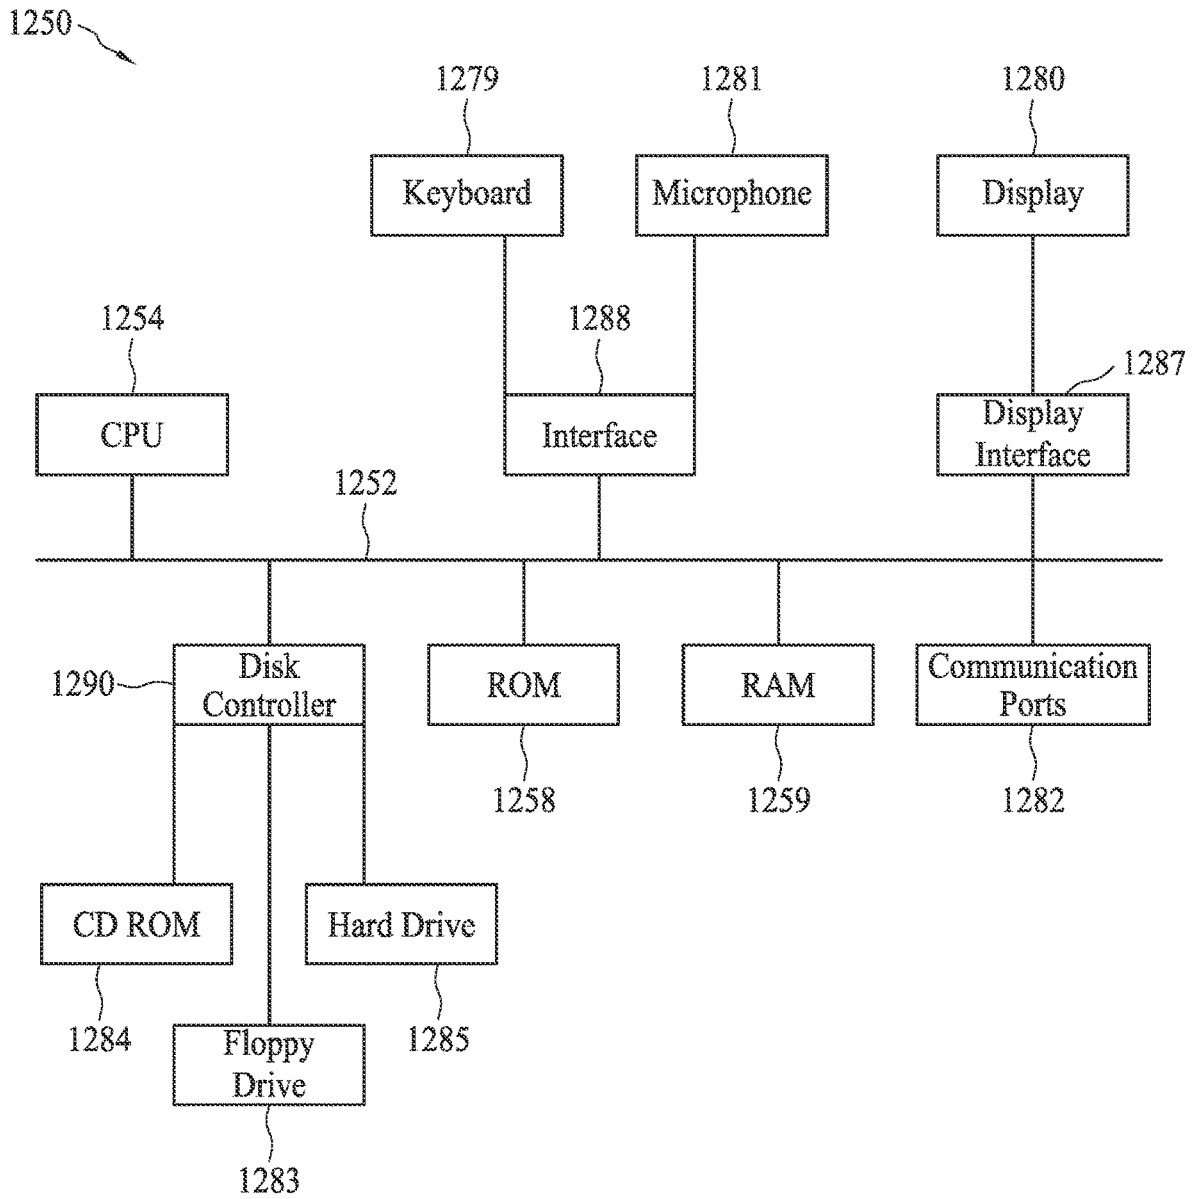 1250
1279
1281
1280
Keyboard
Microphone
Display
1254
1288
1287
CPU
Interface
Display
Interface
1252
1290
Disk
Controller
ROM
RAM
Communication
Ports
1258
1259
1282
CD ROM
Hard Drive
1284
1285
Floppy
Drive
1283